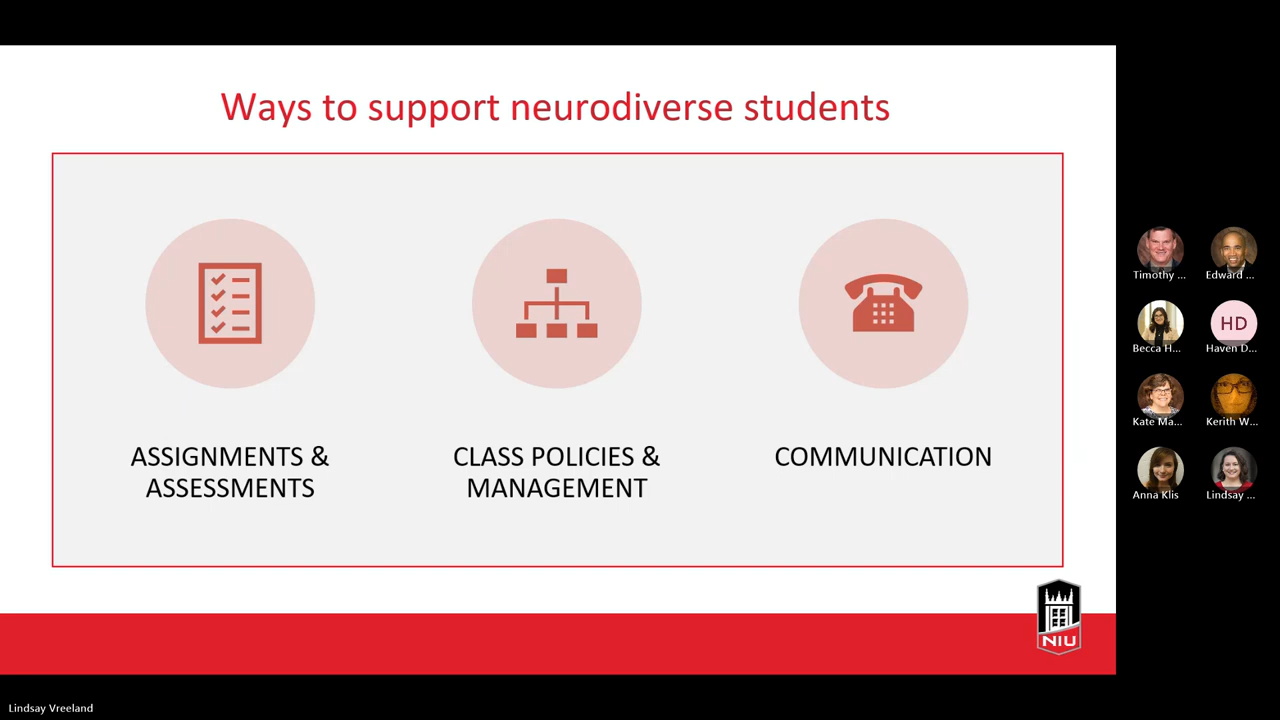 Ways to support neurodiverse students
ASSIGNMENTS &
ASSESSMENTS
CLASS POLICIES &
MANAGEMENT
COMMUNICATION
NIU
Timothy ...
Edward ...
Becca H...
HD
Haven D...
Kate Ma...
Kerith W...
Anna Klis
Lindsay ...
Lindsay Vreeland